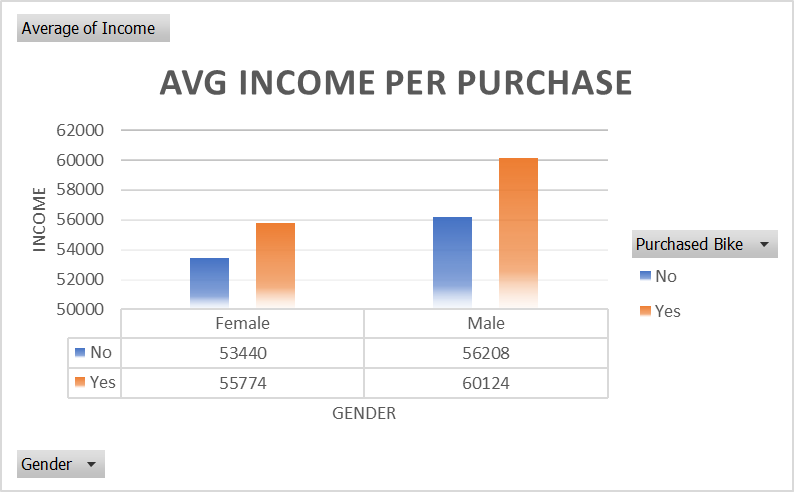 Average of Income
AVG INCOME PER PURCHASE
62000
60000
58000
56000
54000
52000
50000
INCOME
Female Male
No 53440 56208
Yes 55774 60124
GENDER
Purchased Bike
No
Yes
Gender